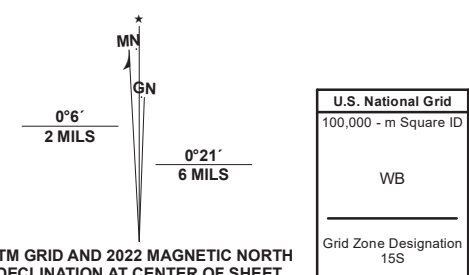 ★
MN
GN
0°6´
2 MILS
0°21´
6 MILS
TM GRID AND 2022 MAGNETIC NORTH
DECLINATION AT CENTER OF SHEET
U.S. National Grid
100,000 - m Square ID
WB
Grid Zone Designation
15S